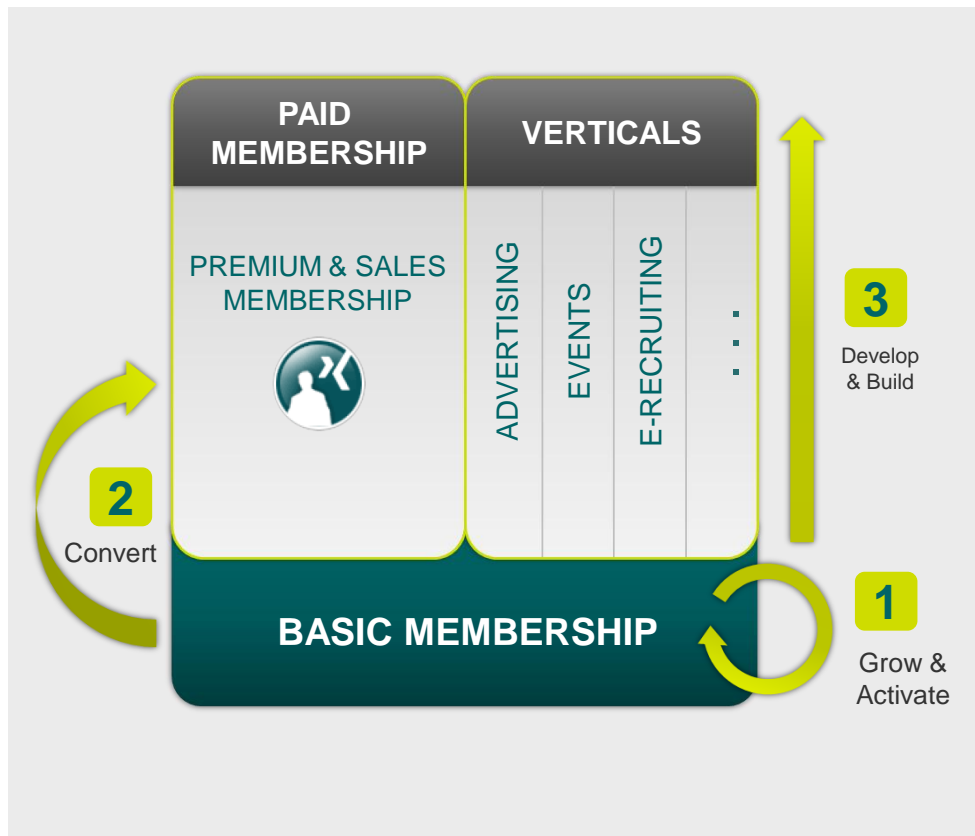 PAID
MEMBERSHIP
VERTICALS
PREMIUM & SALES
MEMBERSHIP
ADVERTISING
EVENTS
E-RECRUITING
. . .
3
Develop
& Build
2
Convert
BASIC MEMBERSHIP
1
Grow &
Activate